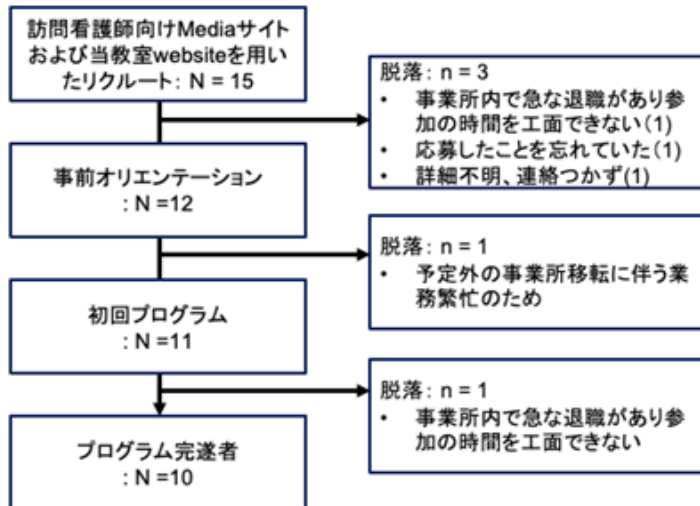 訪問看護師向けMediaサイト
および当教室websiteを用い
たリクルート: N = 15
脱落: n = 3
• 事業所内で急な退職があり参
加の時間を工面できない(1)
• 応募したことを忘れていた(1)
• 詳細不明、連絡つかず(1)
事前オリエンテーション
: N =12
脱落: n = 1
• 予定外の事業所移転に伴う業
務繁忙のため
初回プログラム
: N =11
脱落: n = 1
• 事業所内で急な退職があり参
加の時間を工面できない
プログラム完遂者
: N =10